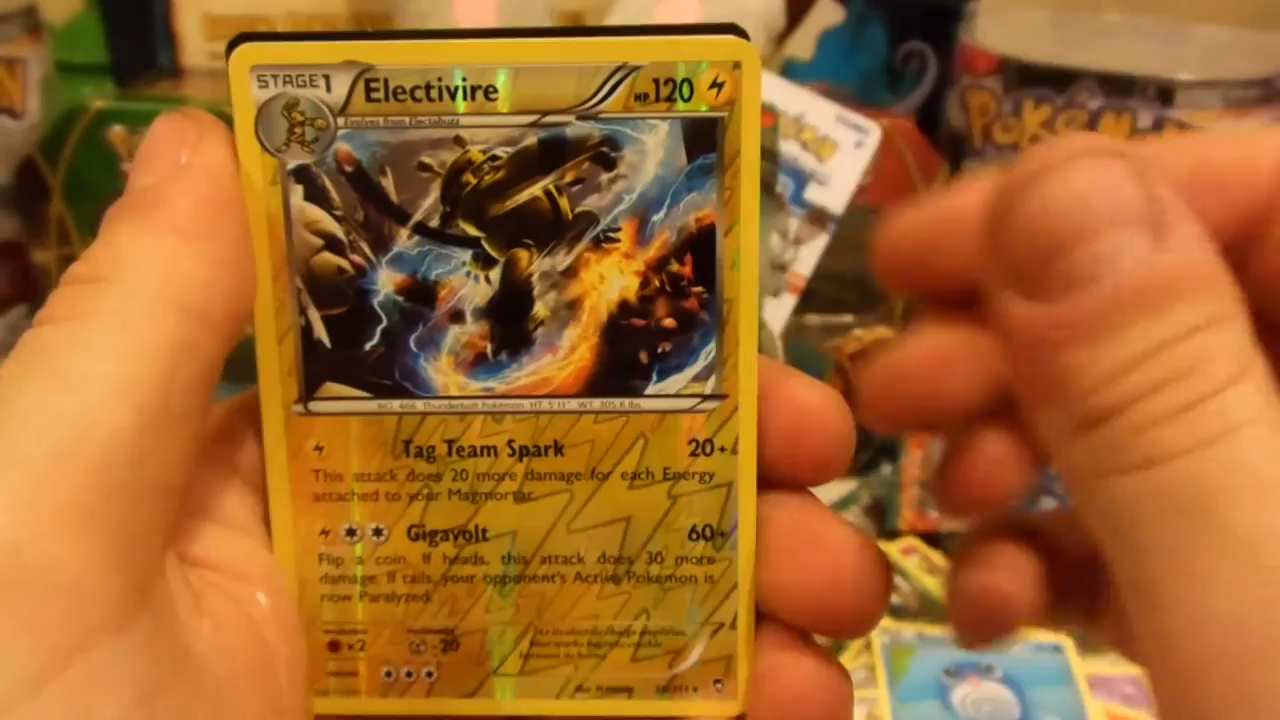 STAGE1 Electivire HP120
Evolves from Electabuzz
POKéMON
NO. 466 Thunderbolt Pokémon HT: 5'11" WT: 305.6 lbs.
Tag Team Spark 20+
This attack does 20 more damage for each Energy
attached to your Magmortar.
Gigavolt 60+
Flip a coin. If heads, this attack does 30 more
damage. If tails, your opponent's Active Pokémon is
now Paralyzed.
×2 -20